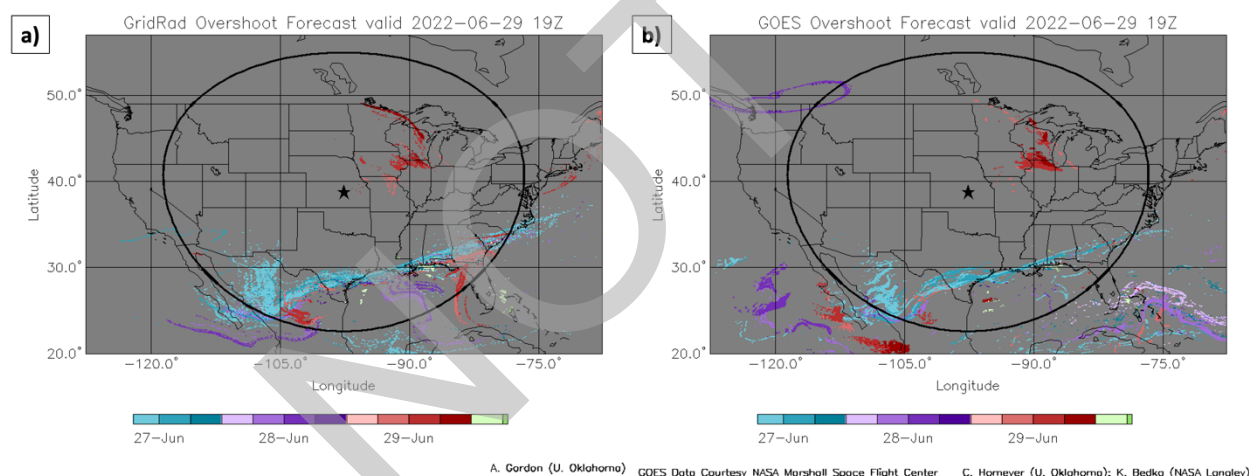 a)
GridRad Overshoot Forecast valid 2022-06-29 19Z
50.0°
40.0°
30.0°
20.0°
Latitude
-120.0°
-105.0°
-90.0°
-75.0°
Longitude
27-Jun
28-Jun
29-Jun
b)
GOES Overshoot Forecast valid 2022-06-29 19Z
50.0°
40.0°
30.0°
20.0°
Latitude
-120.0°
-105.0°
-90.0°
-75.0°
Longitude
27-Jun
28-Jun
29-Jun
A. Gordon (U. Oklahoma)
GOES Data Courtesy NASA Marshall Space Flight Center
C. Homeyer (U. Oklahoma); K. Bedka (NASA Langley)